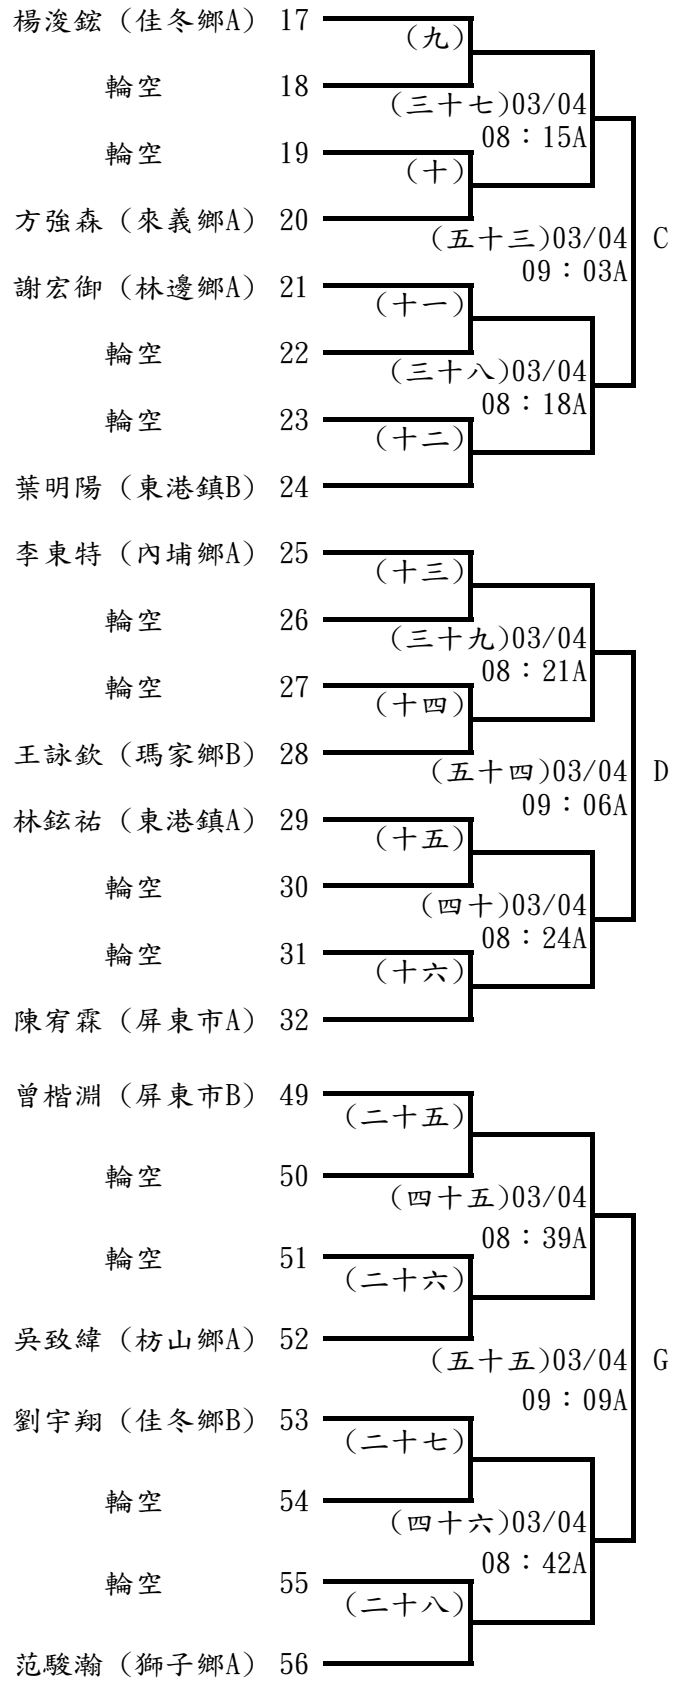 楊浚鋐（佳冬鄉A） 17
(九)
輪空 18
(三十七)03/04
08：15A
輪空 19
(十)
方強森（來義鄉A） 20
(五十三)03/04 C
09：03A
謝宏御（林邊鄉A） 21
(十一)
輪空 22
(三十八)03/04
08：18A
輪空 23
(十二)
葉明陽（東港鎮B） 24
李東特（內埔鄉A） 25
(十三)
輪空 26
(三十九)03/04
08：21A
輪空 27
(十四)
王詠欽（瑪家鄉B） 28
(五十四)03/04 D
09：06A
林鉉祐（東港鎮A） 29
(十五)
輪空 30
(四十)03/04
08：24A
輪空 31
(十六)
陳宥霖（屏東市A） 32
曾楷淵（屏東市B） 49
(二十五)
輪空 50
(四十五)03/04
08：39A
輪空 51
(二十六)
吳致緯（枋山鄉A） 52
(五十五)03/04 G
09：09A
劉宇翔（佳冬鄉B） 53
(二十七)
輪空 54
(四十六)03/04
08：42A
輪空 55
(二十八)
范駿瀚（獅子鄉A） 56